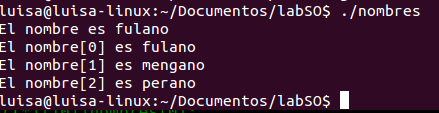 luisa@luisa-linux:~/Documentos/labSO$ ./nombres
El nombre es fulano
El nombre[0] es fulano
El nombre[1] es mengano
El nombre[2] es perano
luisa@luisa-linux:~/Documentos/labSO$